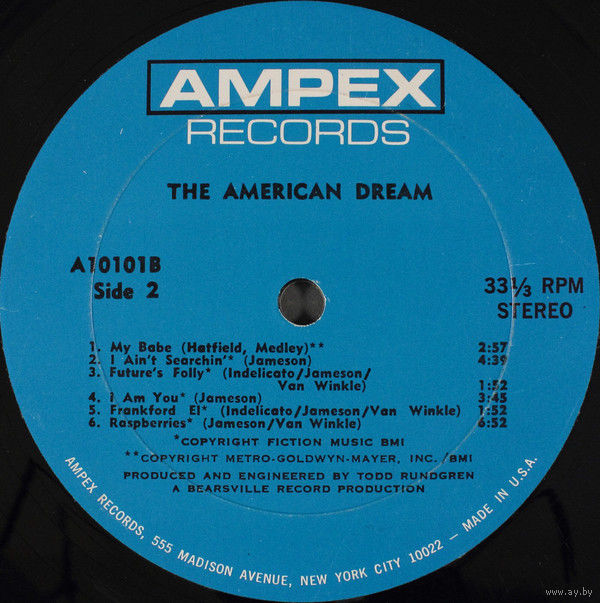 AMPEX
RECORDS
THE AMERICAN DREAM
A10101B
Side 2
33⅓ RPM
STEREO
1. My Babe (Hatfield, Medley)** 2:57
2. I Ain't Searchin'* (Jameson) 4:39
3. Future's Folly* (Indelicato/Jameson/
Van Winkle) 1:52
4. I Am You* (Jameson) 3:45
5. Frankford El* (Indelicato/Jameson/Van Winkle) 1:52
6. Raspberries* (Jameson/Van Winkle) 6:52
*COPYRIGHT FICTION MUSIC BMI
**COPYRIGHT METRO-GOLDWYN-MAYER, INC. /BMI
PRODUCED AND ENGINEERED BY TODD RUNDGREN
A BEARSVILLE RECORD PRODUCTION
AMPEX RECORDS, 555 MADISON AVENUE, NEW YORK CITY 10022 — MADE IN U.S.A.
www.ay.by